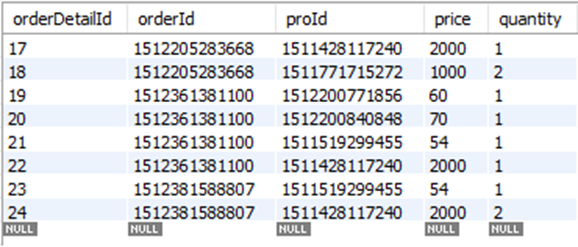 orderDetailId orderId proId price quantity
17 1512205283668 1511428117240 2000 1
18 1512205283668 1511771715272 1000 2
19 1512361381100 1512200771856 60 1
20 1512361381100 1512200840848 70 1
21 1512361381100 1511519299455 54 1
22 1512361381100 1511428117240 2000 1
23 1512381588807 1511519299455 54 1
24 1512381588807 1511428117240 2000 2
NULL NULL NULL NULL NULL